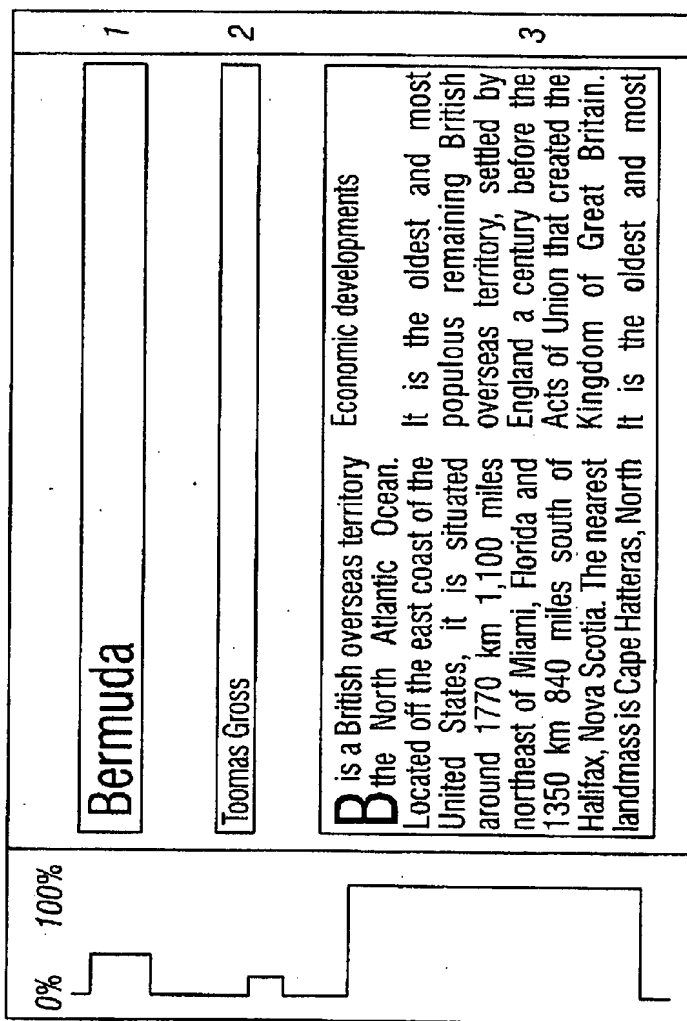 0% 100%
Bermuda
1
Toomas Gross
2
B is a British overseas territory
the North Atlantic Ocean.
Located off the east coast of the
United States, it is situated
around 1770 km 1,100 miles
northeast of Miami, Florida and
1350 km 840 miles south of
Halifax, Nova Scotia. The nearest
landmass is Cape Hatteras, North
Economic developments
It is the oldest and most
populous remaining British
overseas territory, settled by
England a century before the
Acts of Union that created the
Kingdom of Great Britain.
It is the oldest and most
3